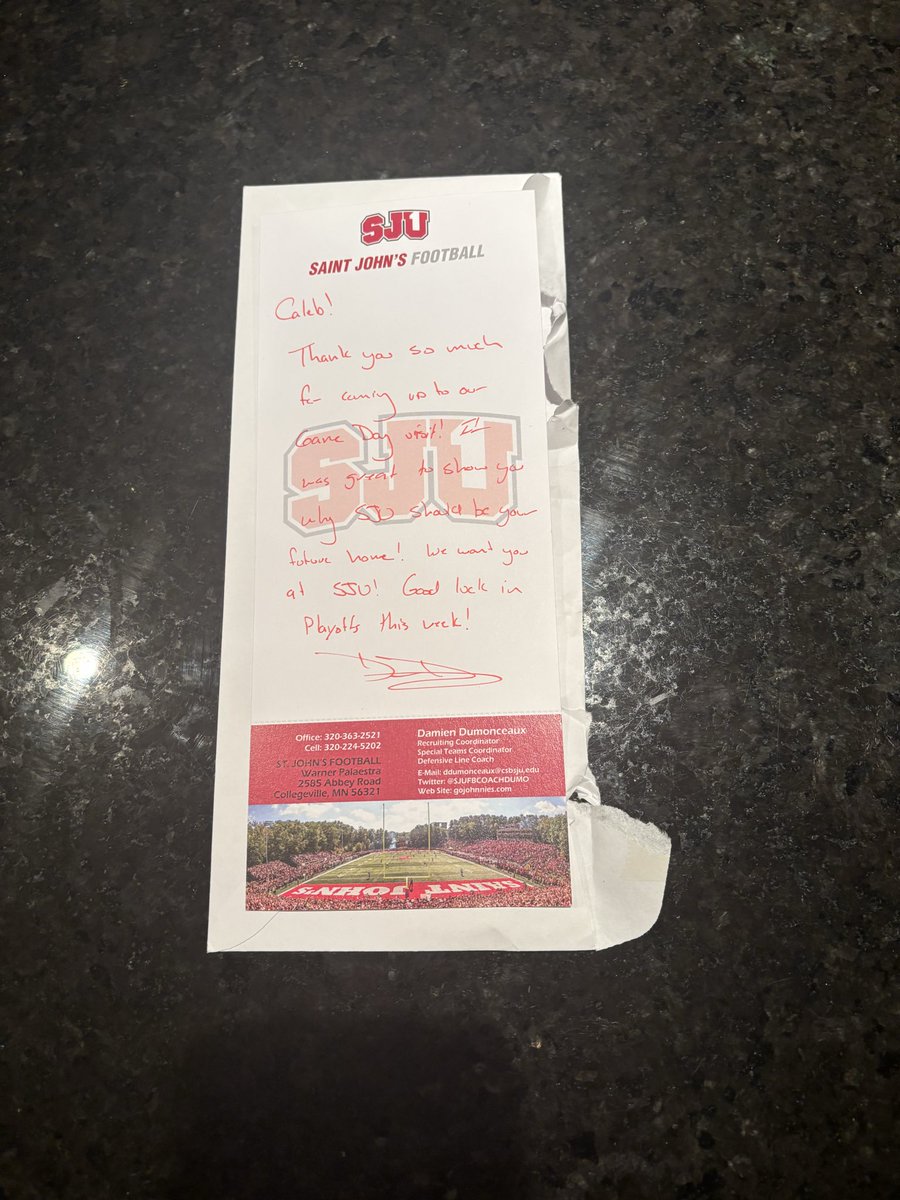 SJU
SAINT JOHN'S FOOTBALL
Caleb!
Thank you so much
for coming up to our
Game Day visit! It
SJU
was great to show you
why SJU should be your
future home! We want you
at SJU! Good luck in
Playoffs this week!
Office: 320-363-2521
Cell: 320-224-5202
ST. JOHN'S FOOTBALL
Warner Palaestra
2585 Abbey Road
Collegeville, MN 56321
Damien Dumonceaux
Recruiting Coordinator
Special Teams Coordinator
Defensive Line Coach
E-Mail: ddumonceaux@csbsju.edu
Twitter: @SJUFBCOACHDUMO
Web Site: gojohnnies.com
SAINT JOHN'S